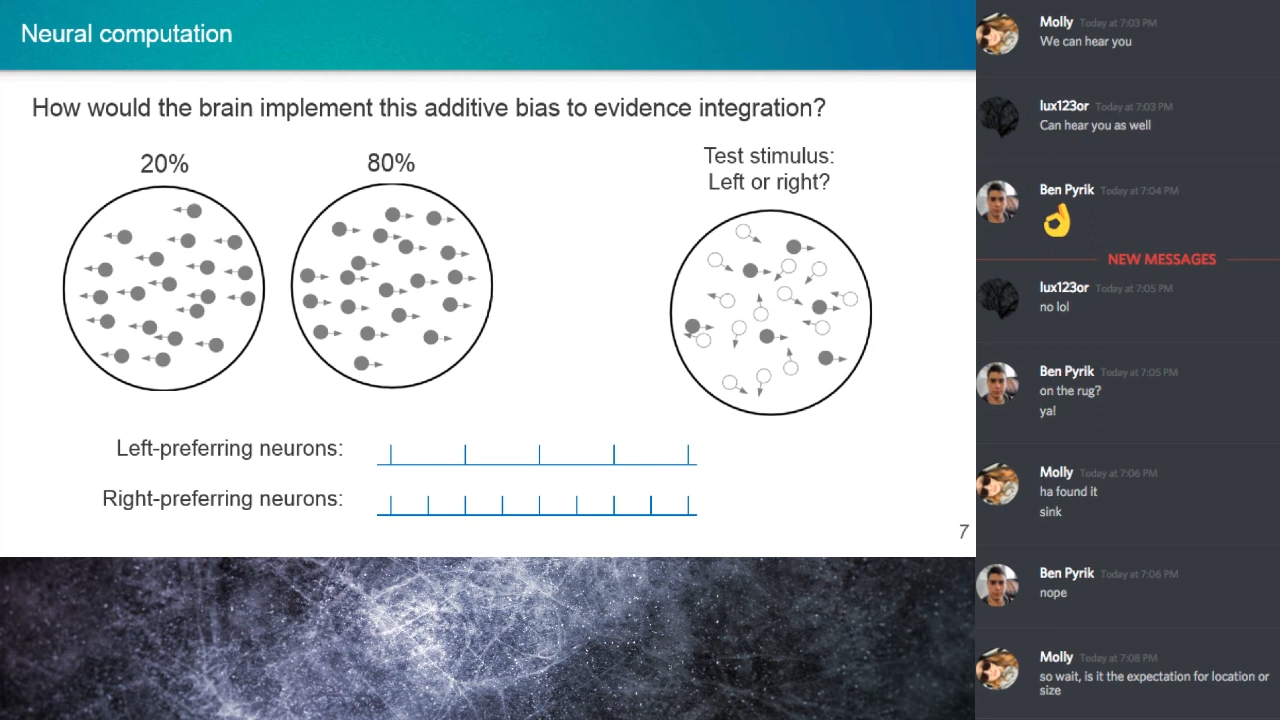 Neural computation
How would the brain implement this additive bias to evidence integration?
20%
80%
Test stimulus:
Left or right?
Left-preferring neurons:
Right-preferring neurons:
7
Molly Today at 7:03 PM
We can hear you
lux123or Today at 7:03 PM
Can hear you as well
Ben Pyrik Today at 7:04 PM
NEW MESSAGES
lux123or Today at 7:05 PM
no lol
Ben Pyrik Today at 7:05 PM
on the rug?
ya!
Molly Today at 7:06 PM
ha found it
sink
Ben Pyrik Today at 7:06 PM
nope
Molly Today at 7:08 PM
so wait, is it the expectation for location or
size